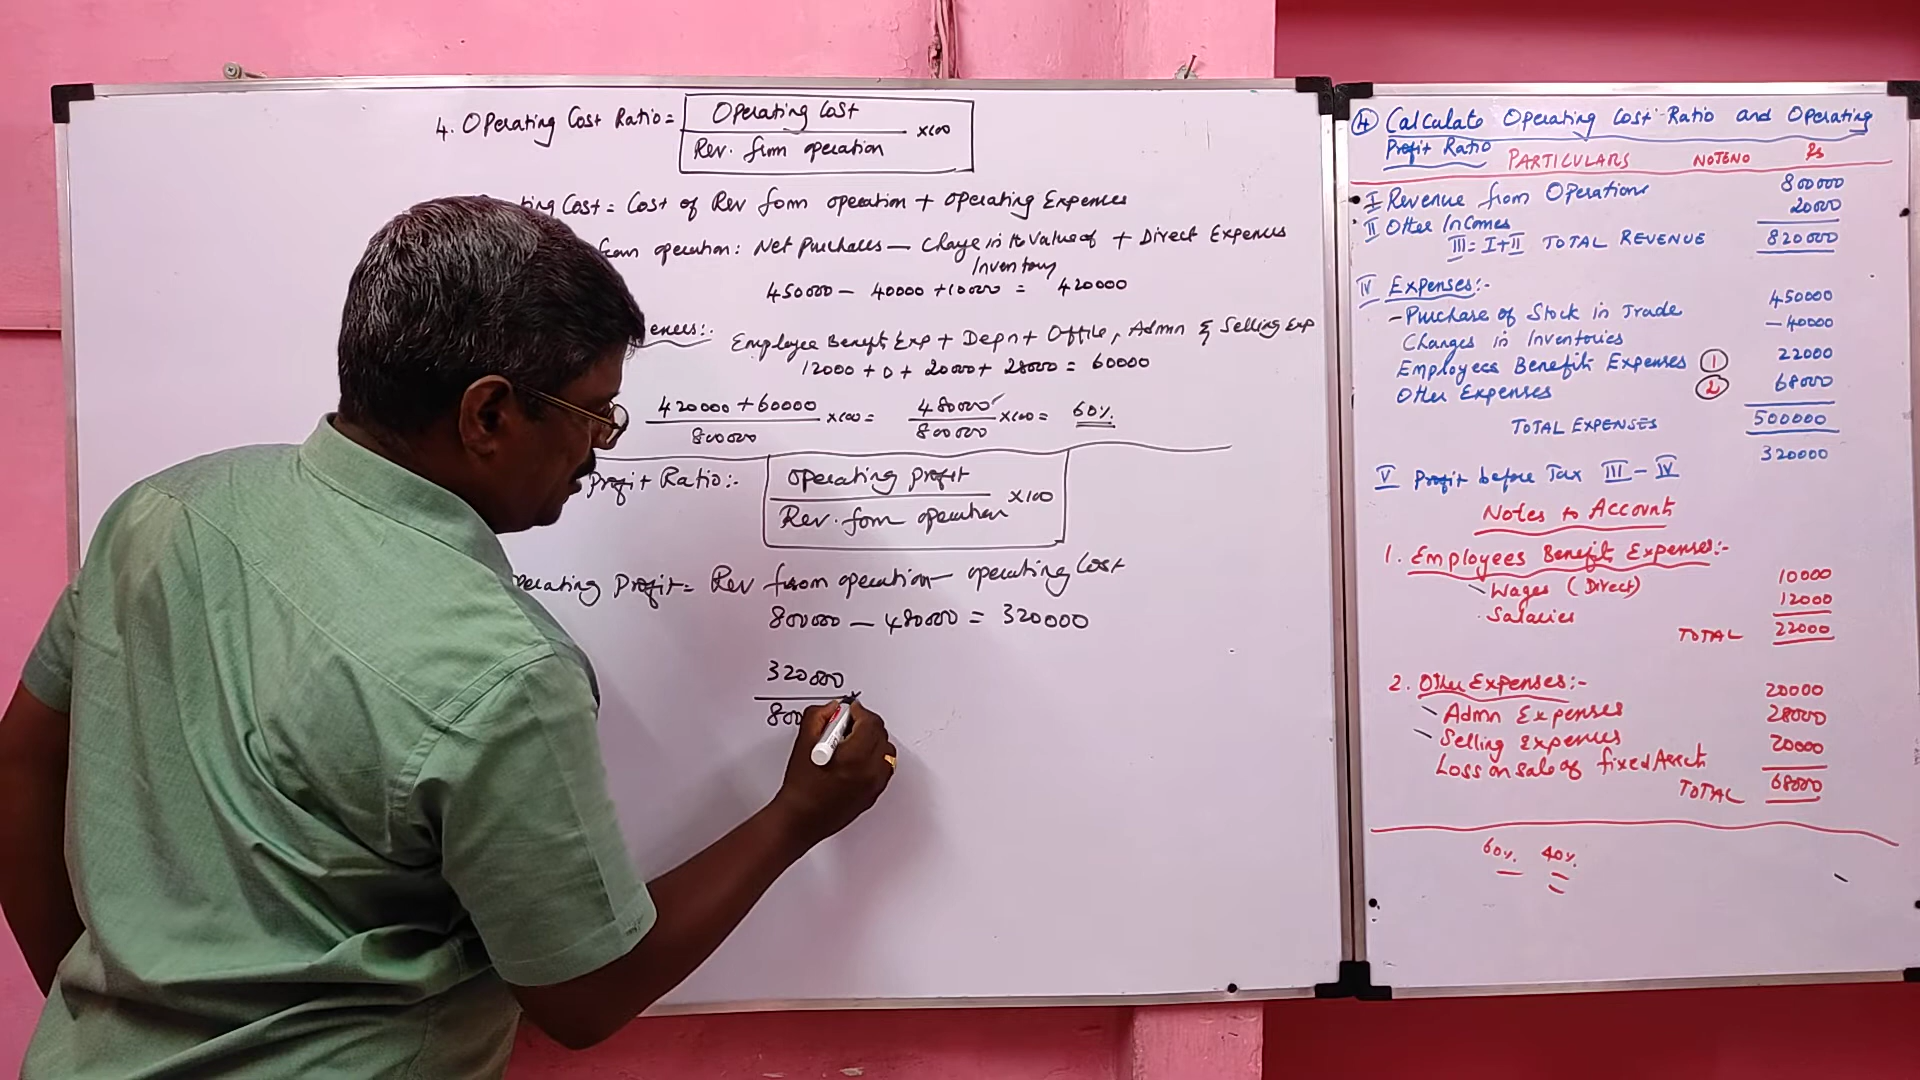 4. Operating Cost Ratio = Operating Cost
Rev. from operation ×100
ting Cost = Cost of Rev form operation + Operating Expenses
from operation: Net Purchases — Change in the Value of + Direct Expenses
Inventory
450000 — 40000 + 10000 = 420000
enses:-
Employee Benefit Exp + Depn + Office, Admn & Selling Exp
12000 + 0 + 20000 + 28000 = 60000
420000 + 60000
800000 ×100 =
480000
800000 ×100 = 60%
Profit Ratio:-
Operating profit
Rev. form operation ×100
perating Profit = Rev from operation — operating Cost
800000 — 480000 = 320000
320000
800
4 Calculate Operating Cost Ratio and Operating
Profit Ratio
PARTICULARS NOTENO Rs
I Revenue from Operations 800000
II Other Incomes 20000
III = I+II TOTAL REVENUE 820000
IV Expenses:-
- Purchase of Stock in Trade 450000
Changes in Inventories —40000
Employees Benefit Expenses 1 22000
Other Expenses 2 68000
TOTAL EXPENSES 500000
V Profit before Tax III — IV 320000
Notes to Account
1. Employees Benefit Expenses:-
Wages (Direct) 10000
Salaries 12000
TOTAL 22000
2. Other Expenses:-
Admn Expenses 20000
Selling Expenses 28000
Loss on sale of fixed Assets 20000
TOTAL 68000
60% 40%